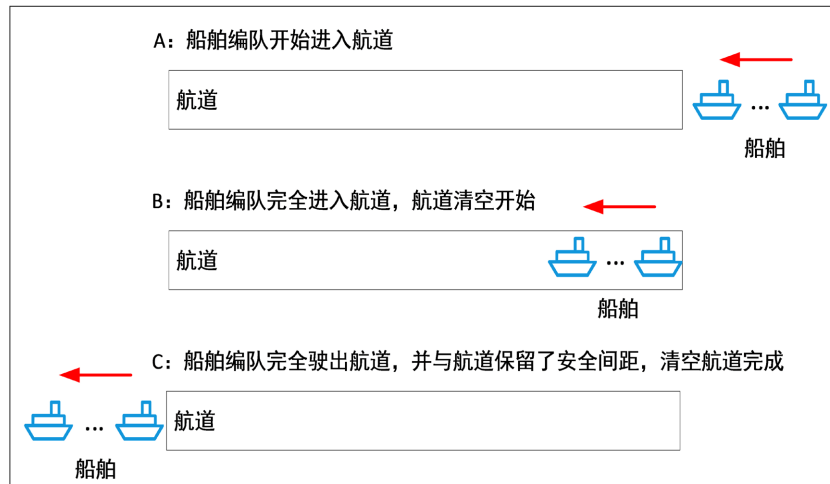 A：船舶编队开始进入航道
航道
...
船舶
B：船舶编队完全进入航道，航道清空开始
航道
...
船舶
C：船舶编队完全驶出航道，并与航道保留了安全间距，清空航道完成
航道
...
船舶